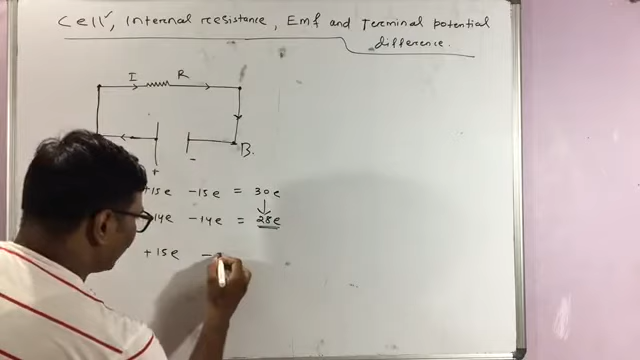 Cell, Internal resistance, Emf and Terminal potential
difference.
I R
B.
+ -
+15e -15e = 30e
14e -14e = 28e
+15e -